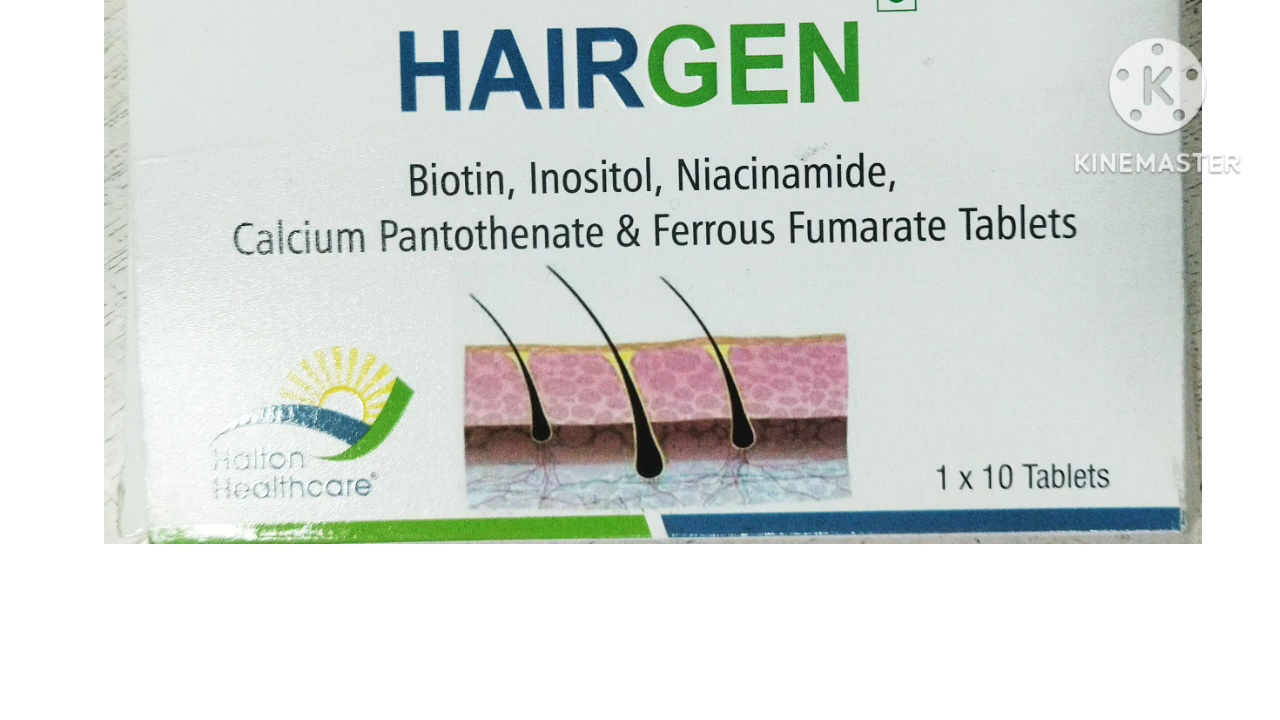 HAIRGEN
Biotin, Inositol, Niacinamide,
Calcium Pantothenate & Ferrous Fumarate Tablets
Halton
Healthcare®
1 x 10 Tablets
K
KINEMASTER